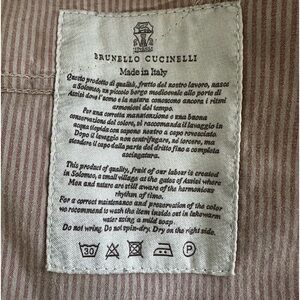 BRUNELLO CUCINELLI
Made in Italy
Questo prodotto di qualità, frutto del nostro lavoro, nasce
a Solomeo, un piccolo borgo medioevale alle porte di
Assisi dove l'uomo e la natura conoscono ancora i ritmi
armoniosi del tempo.
Per una corretta manutenzione e una buona
conservazione del colori, si raccomanda il lavaggio in
acqua tiepida con sapone neutro a capo rovesciato.
Dopo il lavaggio non centrifugare, nè torcere, ma
stendere il capo dalla parte del dritto fino a completa
asciugatura.
This product of quality, fruit of our labour is created
in Solomeo, a small village at the gates of Assisi where
Men and nature are still aware of the harmonious
rhythm of time.
For a correct maintenance and preservation of the color
we recommend to wash the item inside out in lukewarm
water using a mild soap.
Do not wring. Do not spin-dry. Dry on the right side.
30 P